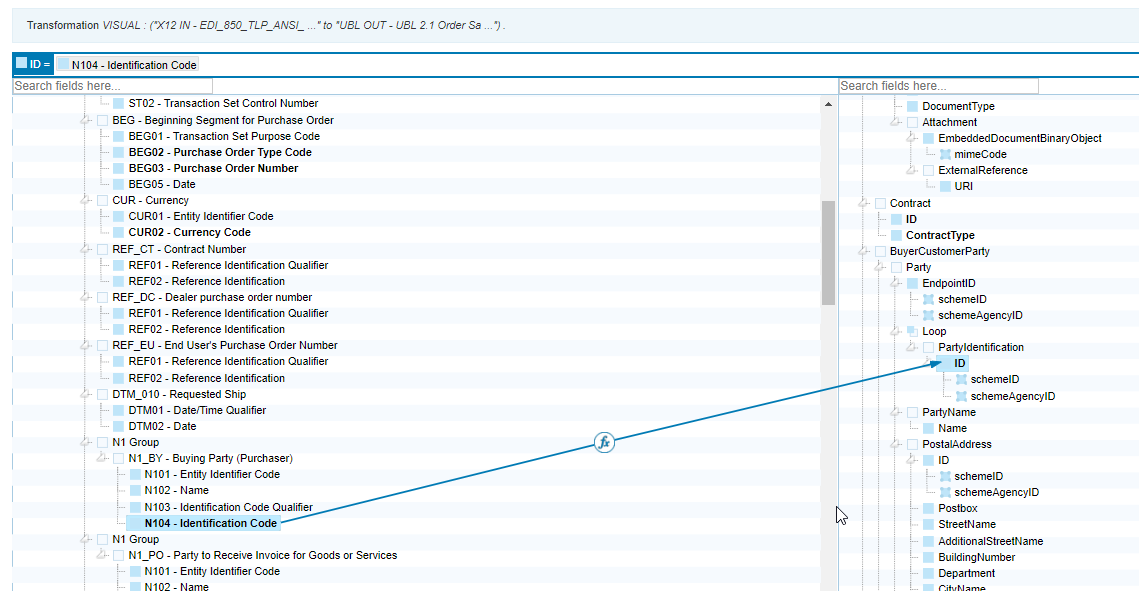 Transformation VISUAL : ("X12 IN - EDI_850_TLP_ANSI_ ..." to "UBL OUT - UBL 2.1 Order Sa ...") .
ID = N104 - Identification Code
Search fields here...
ST02 - Transaction Set Control Number
BEG - Beginning Segment for Purchase Order
BEG01 - Transaction Set Purpose Code
BEG02 - Purchase Order Type Code
BEG03 - Purchase Order Number
BEG05 - Date
CUR - Currency
CUR01 - Entity Identifier Code
CUR02 - Currency Code
REF_CT - Contract Number
REF01 - Reference Identification Qualifier
REF02 - Reference Identification
REF_DC - Dealer purchase order number
REF01 - Reference Identification Qualifier
REF02 - Reference Identification
REF_EU - End User's Purchase Order Number
REF01 - Reference Identification Qualifier
REF02 - Reference Identification
DTM_010 - Requested Ship
DTM01 - Date/Time Qualifier
DTM02 - Date
N1 Group
N1_BY - Buying Party (Purchaser)
N101 - Entity Identifier Code
N102 - Name
N103 - Identification Code Qualifier
N104 - Identification Code
N1 Group
N1_PO - Party to Receive Invoice for Goods or Services
N101 - Entity Identifier Code
N102 - Name
fx
Search fields here...
DocumentType
Attachment
EmbeddedDocumentBinaryObject
mimeCode
ExternalReference
URI
Contract
ID
ContractType
BuyerCustomerParty
Party
EndpointID
schemeID
schemeAgencyID
Loop
PartyIdentification
ID
schemeID
schemeAgencyID
PartyName
Name
PostalAddress
ID
schemeID
schemeAgencyID
Postbox
StreetName
AdditionalStreetName
BuildingNumber
Department
CityName